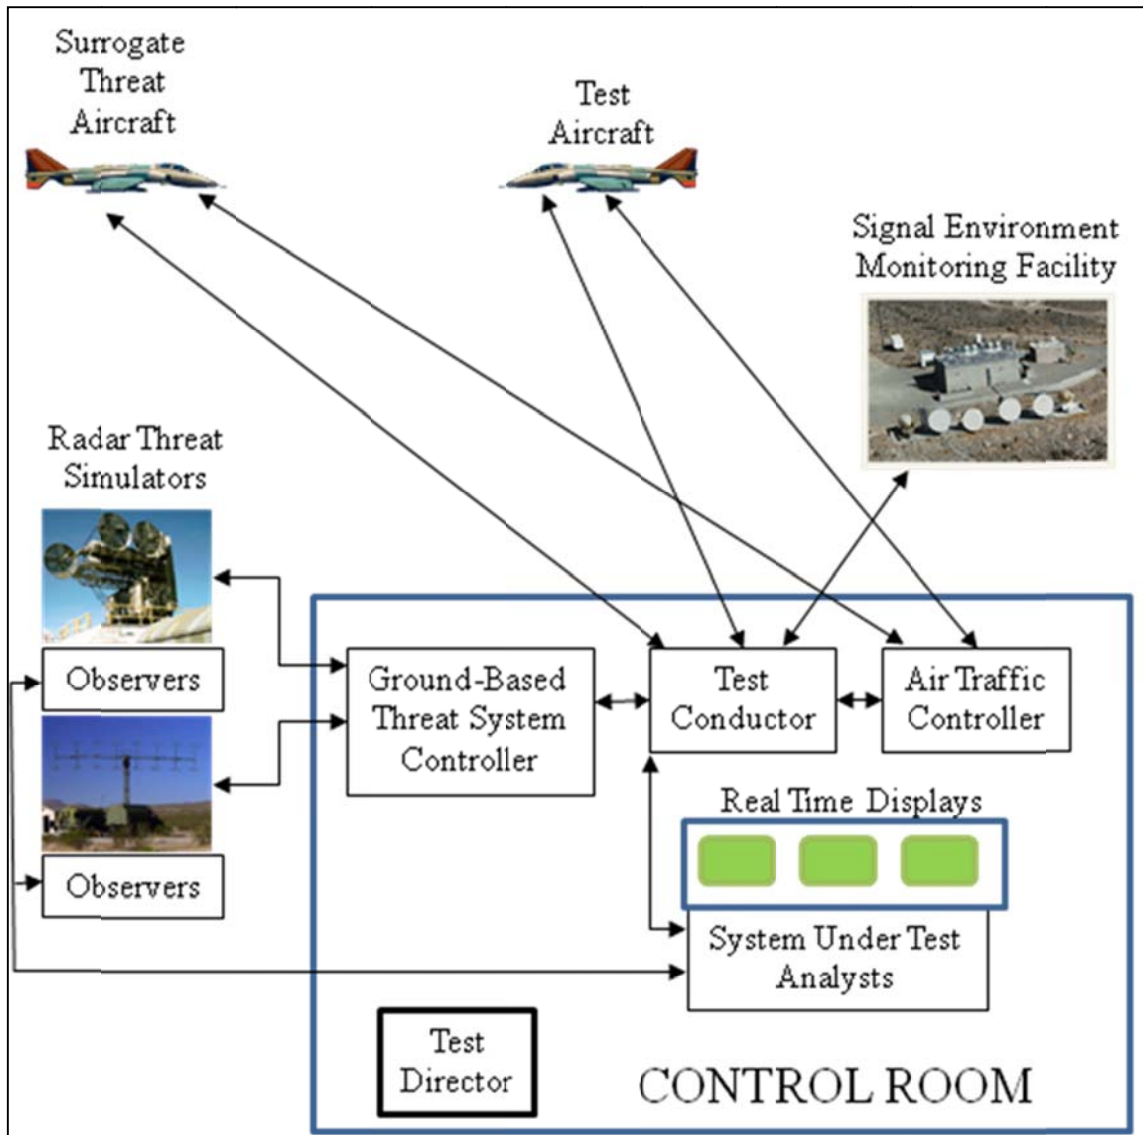 Surrogate
Threat
Aircraft
Test
Aircraft
Signal Environment
Monitoring Facility
Radar Threat
Simulators
Observers
Observers
Ground-Based
Threat System
Controller
Test
Conductor
Air Traffic
Controller
Real Time Displays
System Under Test
Analysts
Test
Director
CONTROL ROOM